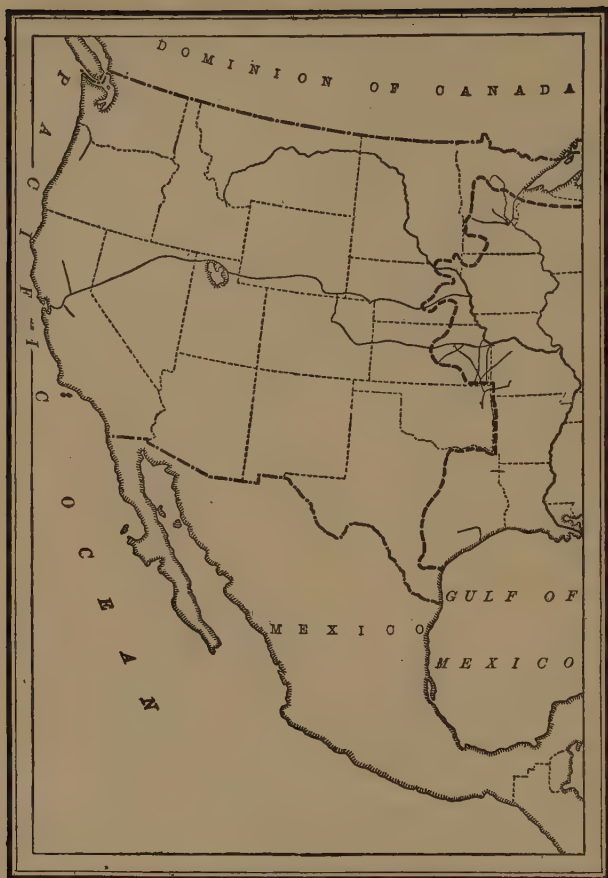 DOMINION OF CANADA
PACIFIC
OCEAN
GULF OF
MEXICO
MEXICO